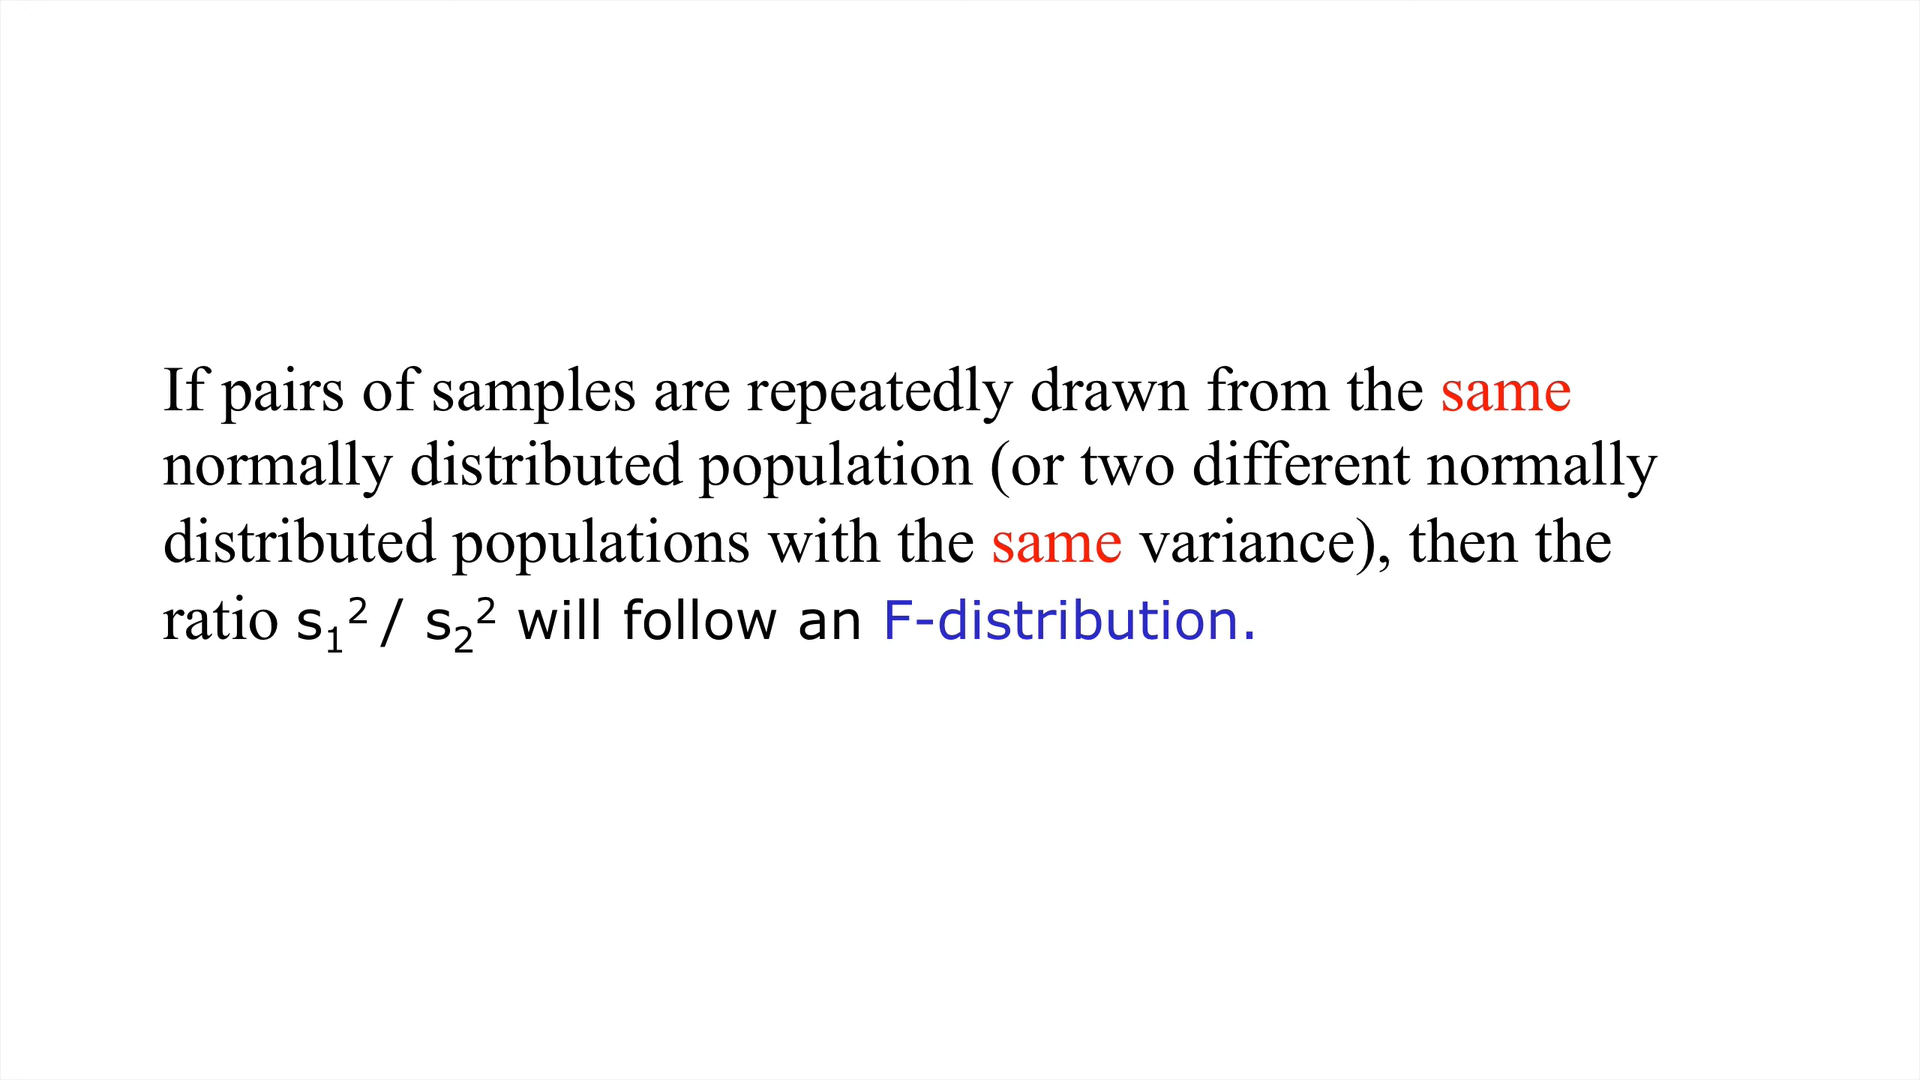 If pairs of samples are repeatedly drawn from the same
normally distributed population (or two different normally
distributed populations with the same variance), then the
ratio s₁² / s₂² will follow an F-distribution.